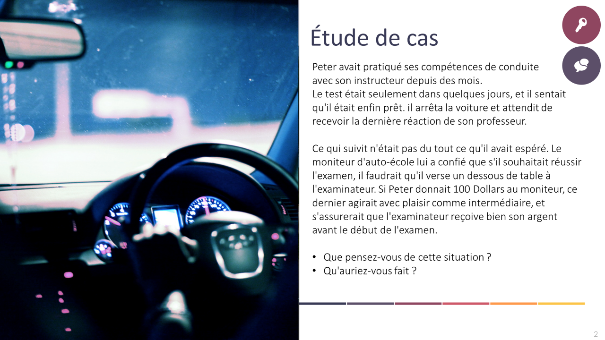 Étude de cas
Peter avait pratiqué ses compétences de conduite
avec son instructeur depuis des mois.
Le test était seulement dans quelques jours, et il sentait
qu'il était enfin prêt. il arrêta la voiture et attendit de
recevoir la dernière réaction de son professeur.
Ce qui suivit n'était pas du tout ce qu'il avait espéré. Le
moniteur d'auto-école lui a confié que s'il souhaitait réussir
l'examen, il faudrait qu'il verse un dessous de table à
l'examinateur. Si Peter donnait 100 Dollars au moniteur, ce
dernier agirait avec plaisir comme intermédiaire, et
s'assurerait que l'examinateur reçoive bien son argent
avant le début de l'examen.
• Que pensez-vous de cette situation ?
• Qu'auriez-vous fait ?
2